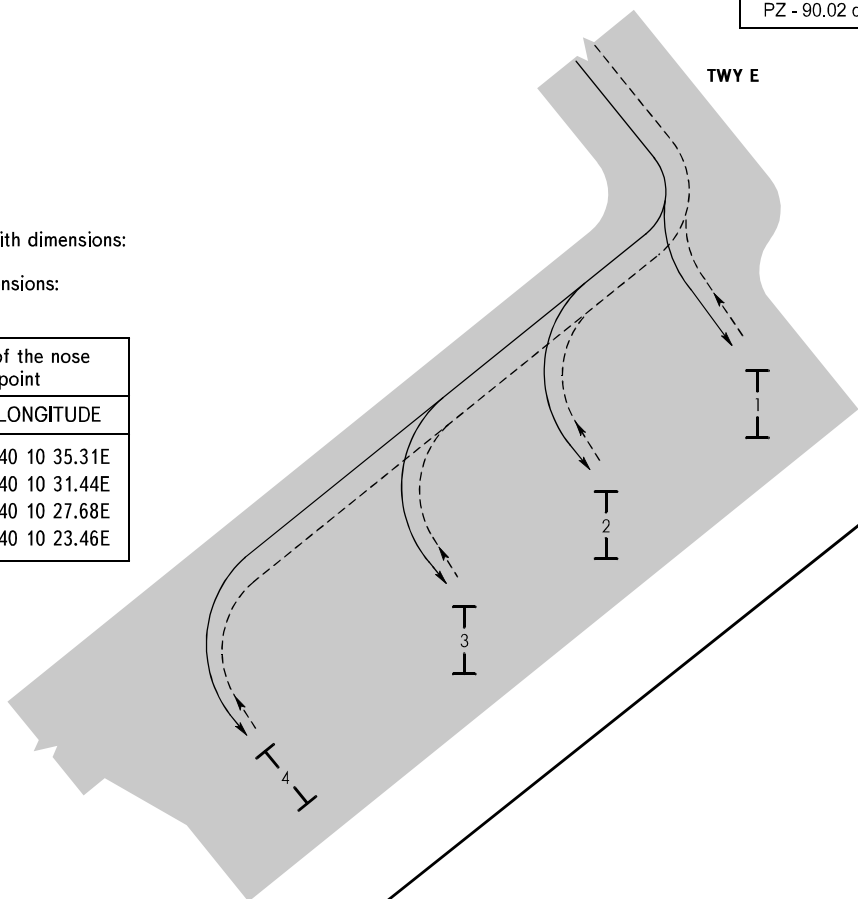 PZ - 90.02
TWY E
ith dimensions:
nsions:
of the nose
point
LONGITUDE
40 10 35.31E
40 10 31.44E
40 10 27.68E
40 10 23.46E
1
2
3
4